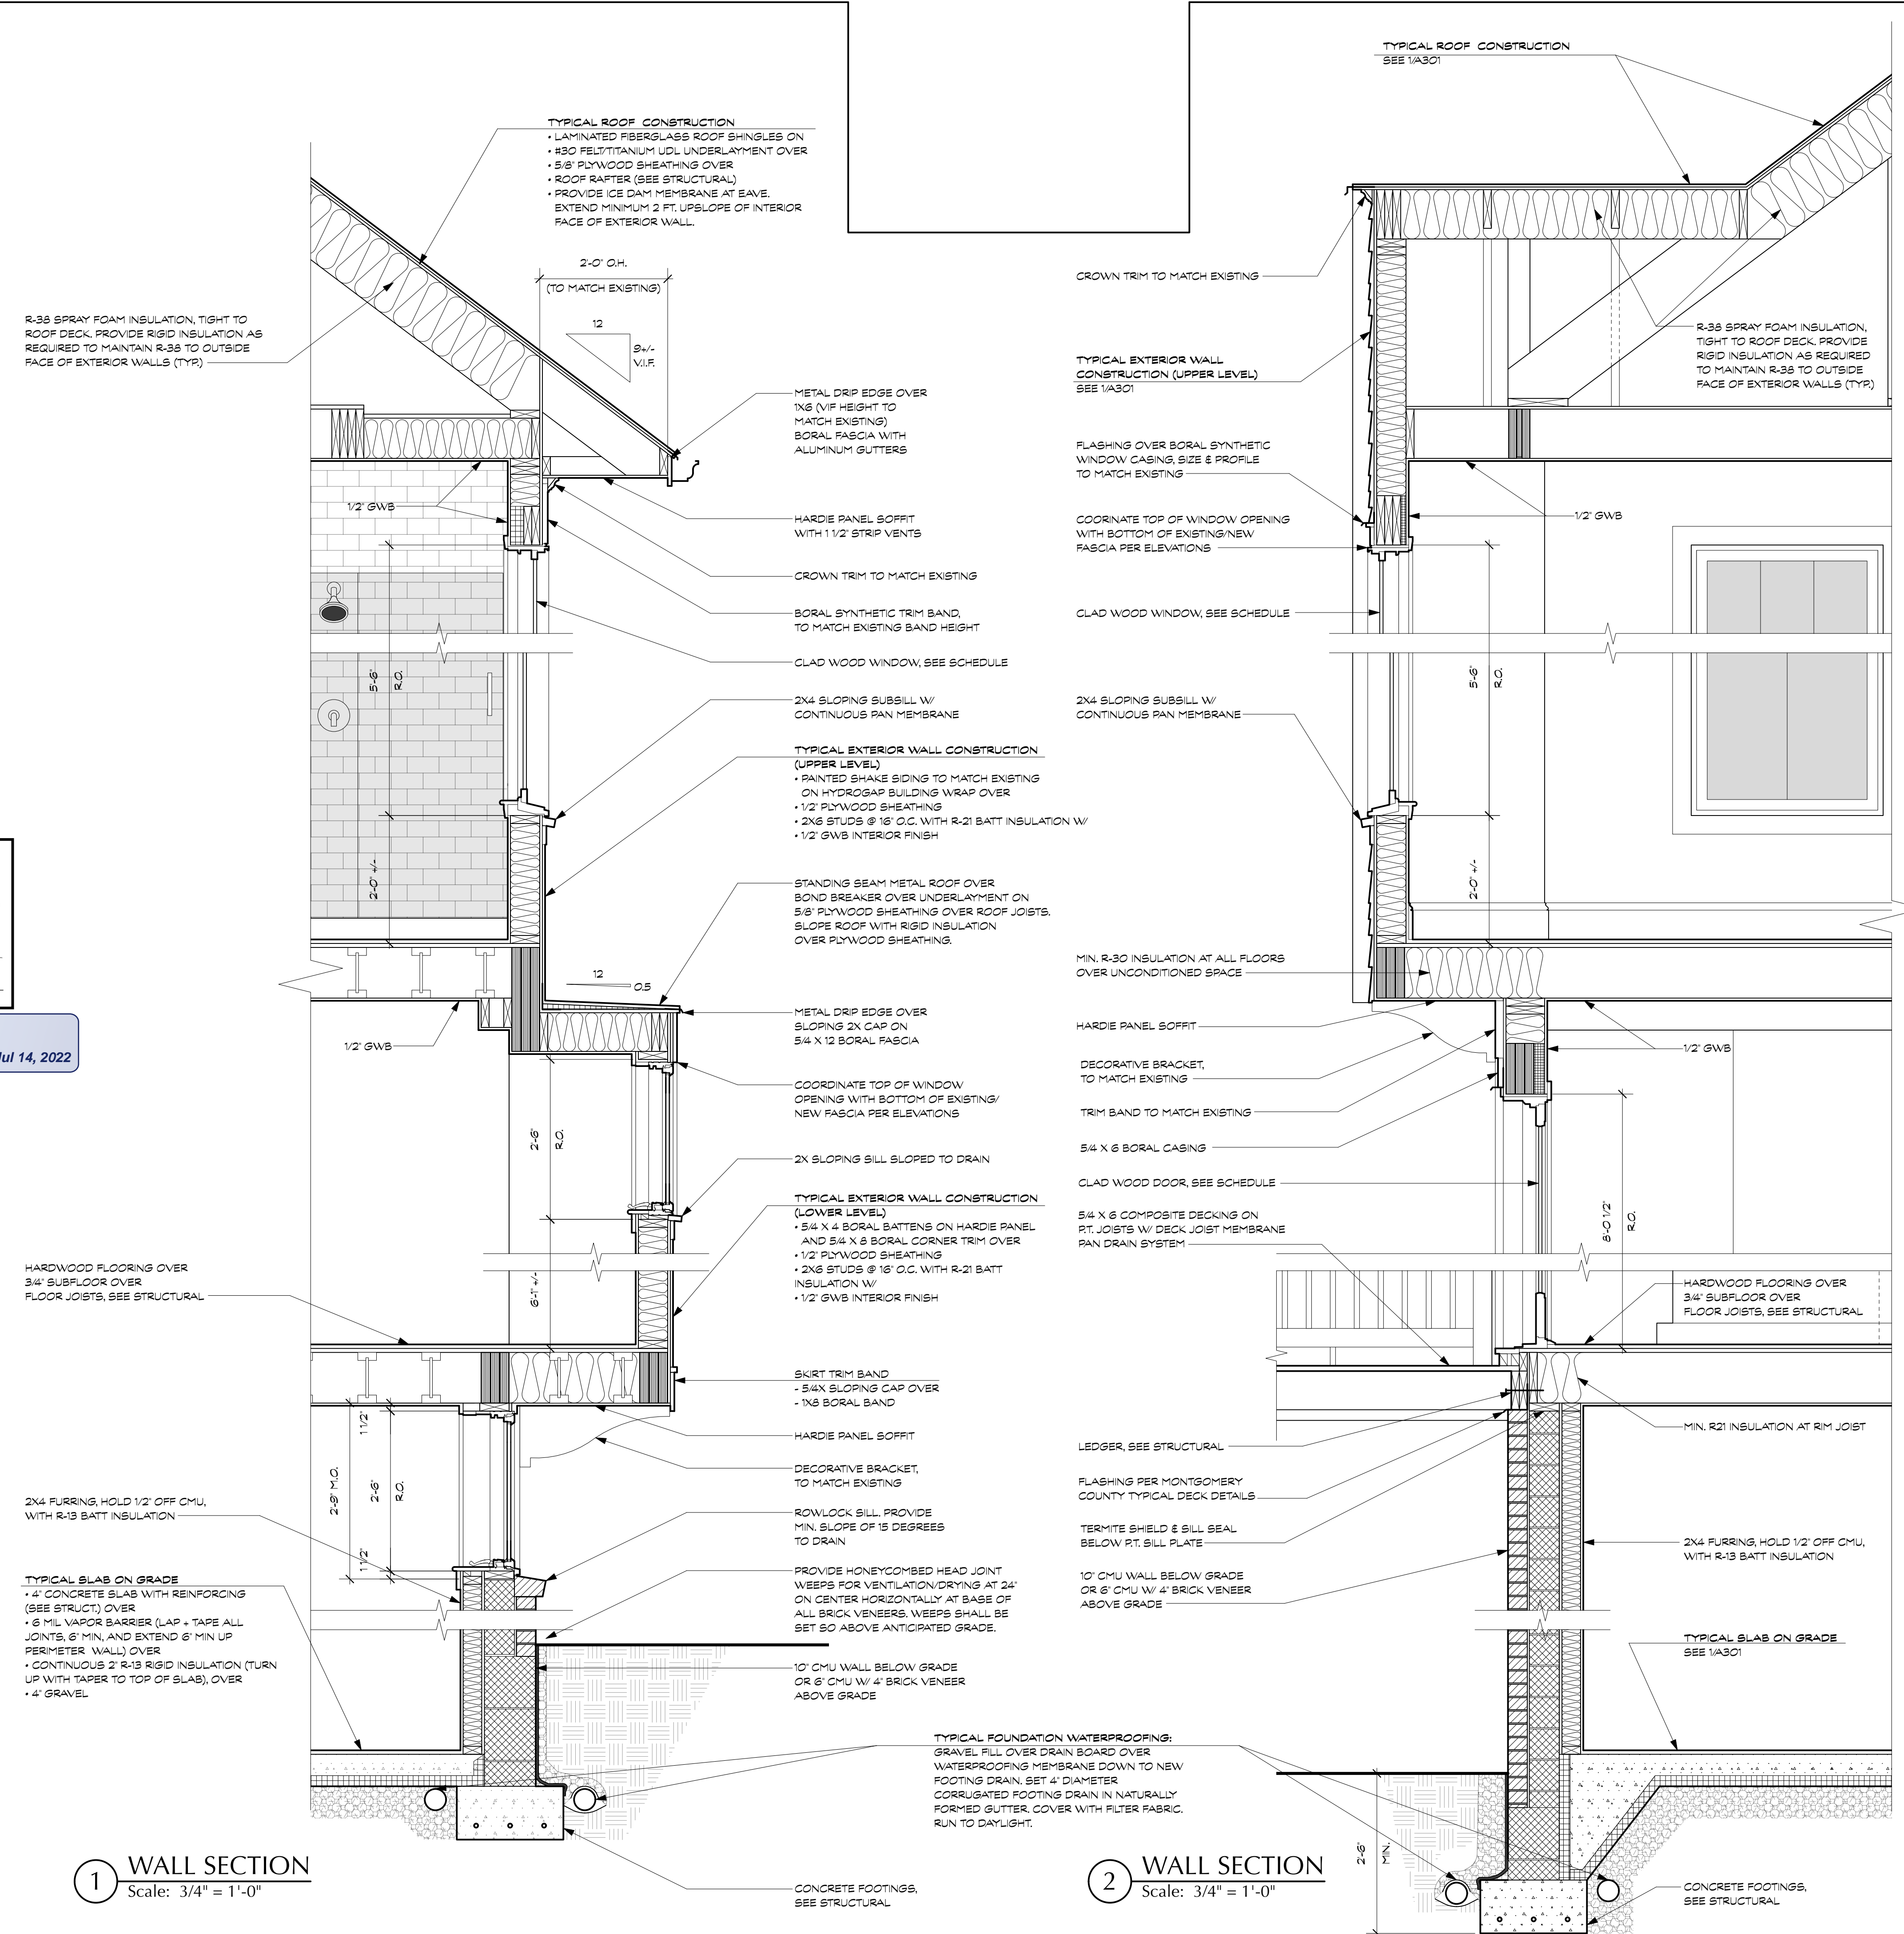 TYPICAL ROOF CONSTRUCTION
• LAMINATED FIBERGLASS ROOF SHINGLES ON
• #30 FELT/TITANIUM UDL UNDERLAYMENT OVER
• 5/8" PLYWOOD SHEATHING OVER
• ROOF RAFTER (SEE STRUCTURAL)
• PROVIDE ICE DAM MEMBRANE AT EAVE.
EXTEND MINIMUM 2 FT. UPSLOPE OF INTERIOR
FACE OF EXTERIOR WALL.
2'-0" O.H.
(TO MATCH EXISTING)
12
9+/-
V.I.F.
R-38 SPRAY FOAM INSULATION, TIGHT TO
ROOF DECK. PROVIDE RIGID INSULATION AS
REQUIRED TO MAINTAIN R-38 TO OUTSIDE
FACE OF EXTERIOR WALLS (TYP.)
METAL DRIP EDGE OVER
1X6 (VIF HEIGHT TO
MATCH EXISTING)
BORAL FASCIA WITH
ALUMINUM GUTTERS
1/2" GWB
HARDIE PANEL SOFFIT
WITH 1 1/2" STRIP VENTS
CROWN TRIM TO MATCH EXISTING
BORAL SYNTHETIC TRIM BAND,
TO MATCH EXISTING BAND HEIGHT
CLAD WOOD WINDOW, SEE SCHEDULE
5'-6"
R.O.
2X4 SLOPING SUBSILL W/
CONTINUOUS PAN MEMBRANE
TYPICAL EXTERIOR WALL CONSTRUCTION
(UPPER LEVEL)
• PAINTED SHAKE SIDING TO MATCH EXISTING
ON HYDROGAP BUILDING WRAP OVER
• 1/2" PLYWOOD SHEATHING
• 2X6 STUDS @ 16" O.C. WITH R-21 BATT INSULATION W/
• 1/2" GWB INTERIOR FINISH
2'-0" +/-
STANDING SEAM METAL ROOF OVER
BOND BREAKER OVER UNDERLAYMENT ON
5/8" PLYWOOD SHEATHING OVER ROOF JOISTS.
SLOPE ROOF WITH RIGID INSULATION
OVER PLYWOOD SHEATHING.
12
0.5
METAL DRIP EDGE OVER
SLOPING 2X CAP ON
5/4 X 12 BORAL FASCIA
1/2" GWB
Jul 14, 2022
COORDINATE TOP OF WINDOW
OPENING WITH BOTTOM OF EXISTING/
NEW FASCIA PER ELEVATIONS
2'-6"
R.O.
2X SLOPING SILL SLOPED TO DRAIN
TYPICAL EXTERIOR WALL CONSTRUCTION
(LOWER LEVEL)
• 5/4 X 4 BORAL BATTENS ON HARDIE PANEL
AND 5/4 X 8 BORAL CORNER TRIM OVER
• 1/2" PLYWOOD SHEATHING
• 2X6 STUDS @ 16" O.C. WITH R-21 BATT
INSULATION W/
• 1/2" GWB INTERIOR FINISH
6'-1" +/-
HARDWOOD FLOORING OVER
3/4" SUBFLOOR OVER
FLOOR JOISTS, SEE STRUCTURAL
SKIRT TRIM BAND
- 5/4X SLOPING CAP OVER
- 1X8 BORAL BAND
HARDIE PANEL SOFFIT
DECORATIVE BRACKET,
TO MATCH EXISTING
1 1/2"
2'-9" M.O.
2'-6"
R.O.
1 1/2"
2X4 FURRING, HOLD 1/2" OFF CMU,
WITH R-13 BATT INSULATION
ROWLOCK SILL. PROVIDE
MIN. SLOPE OF 15 DEGREES
TO DRAIN
PROVIDE HONEYCOMBED HEAD JOINT
WEEPS FOR VENTILATION/DRYING AT 24"
ON CENTER HORIZONTALLY AT BASE OF
ALL BRICK VENEERS. WEEPS SHALL BE
SET SO ABOVE ANTICIPATED GRADE.
TYPICAL SLAB ON GRADE
• 4" CONCRETE SLAB WITH REINFORCING
(SEE STRUCT.) OVER
• 6 MIL VAPOR BARRIER (LAP + TAPE ALL
JOINTS, 6" MIN, AND EXTEND 6" MIN UP
PERIMETER WALL) OVER
• CONTINUOUS 2" R-13 RIGID INSULATION (TURN
UP WITH TAPER TO TOP OF SLAB), OVER
• 4" GRAVEL
10" CMU WALL BELOW GRADE
OR 6" CMU W/ 4" BRICK VENEER
ABOVE GRADE
TYPICAL FOUNDATION WATERPROOFING:
GRAVEL FILL OVER DRAIN BOARD OVER
WATERPROOFING MEMBRANE DOWN TO NEW
FOOTING DRAIN. SET 4" DIAMETER
CORRUGATED FOOTING DRAIN IN NATURALLY
FORMED GUTTER. COVER WITH FILTER FABRIC.
RUN TO DAYLIGHT.
CONCRETE FOOTINGS,
SEE STRUCTURAL
1
WALL SECTION
Scale: 3/4" = 1'-0"
TYPICAL ROOF CONSTRUCTION
SEE 1/A301
CROWN TRIM TO MATCH EXISTING
R-38 SPRAY FOAM INSULATION,
TIGHT TO ROOF DECK. PROVIDE
RIGID INSULATION AS REQUIRED
TO MAINTAIN R-38 TO OUTSIDE
FACE OF EXTERIOR WALLS (TYP.)
TYPICAL EXTERIOR WALL
CONSTRUCTION (UPPER LEVEL)
SEE 1/A301
FLASHING OVER BORAL SYNTHETIC
WINDOW CASING, SIZE & PROFILE
TO MATCH EXISTING
COORINATE TOP OF WINDOW OPENING
WITH BOTTOM OF EXISTING/NEW
FASCIA PER ELEVATIONS
1/2" GWB
CLAD WOOD WINDOW, SEE SCHEDULE
5'-6"
R.O.
2X4 SLOPING SUBSILL W/
CONTINUOUS PAN MEMBRANE
2'-0" +/-
MIN. R-30 INSULATION AT ALL FLOORS
OVER UNCONDITIONED SPACE
HARDIE PANEL SOFFIT
1/2" GWB
DECORATIVE BRACKET,
TO MATCH EXISTING
TRIM BAND TO MATCH EXISTING
5/4 X 6 BORAL CASING
CLAD WOOD DOOR, SEE SCHEDULE
8'-0 1/2"
R.O.
5/4 X 6 COMPOSITE DECKING ON
P.T. JOISTS W/ DECK JOIST MEMBRANE
PAN DRAIN SYSTEM
HARDWOOD FLOORING OVER
3/4" SUBFLOOR OVER
FLOOR JOISTS, SEE STRUCTURAL
MIN. R21 INSULATION AT RIM JOIST
LEDGER, SEE STRUCTURAL
FLASHING PER MONTGOMERY
COUNTY TYPICAL DECK DETAILS
TERMITE SHIELD & SILL SEAL
BELOW P.T. SILL PLATE
2X4 FURRING, HOLD 1/2" OFF CMU,
WITH R-13 BATT INSULATION
10" CMU WALL BELOW GRADE
OR 6" CMU W/ 4" BRICK VENEER
ABOVE GRADE
TYPICAL SLAB ON GRADE
SEE 1/A301
2'-6"
MIN.
CONCRETE FOOTINGS,
SEE STRUCTURAL
2
WALL SECTION
Scale: 3/4" = 1'-0"